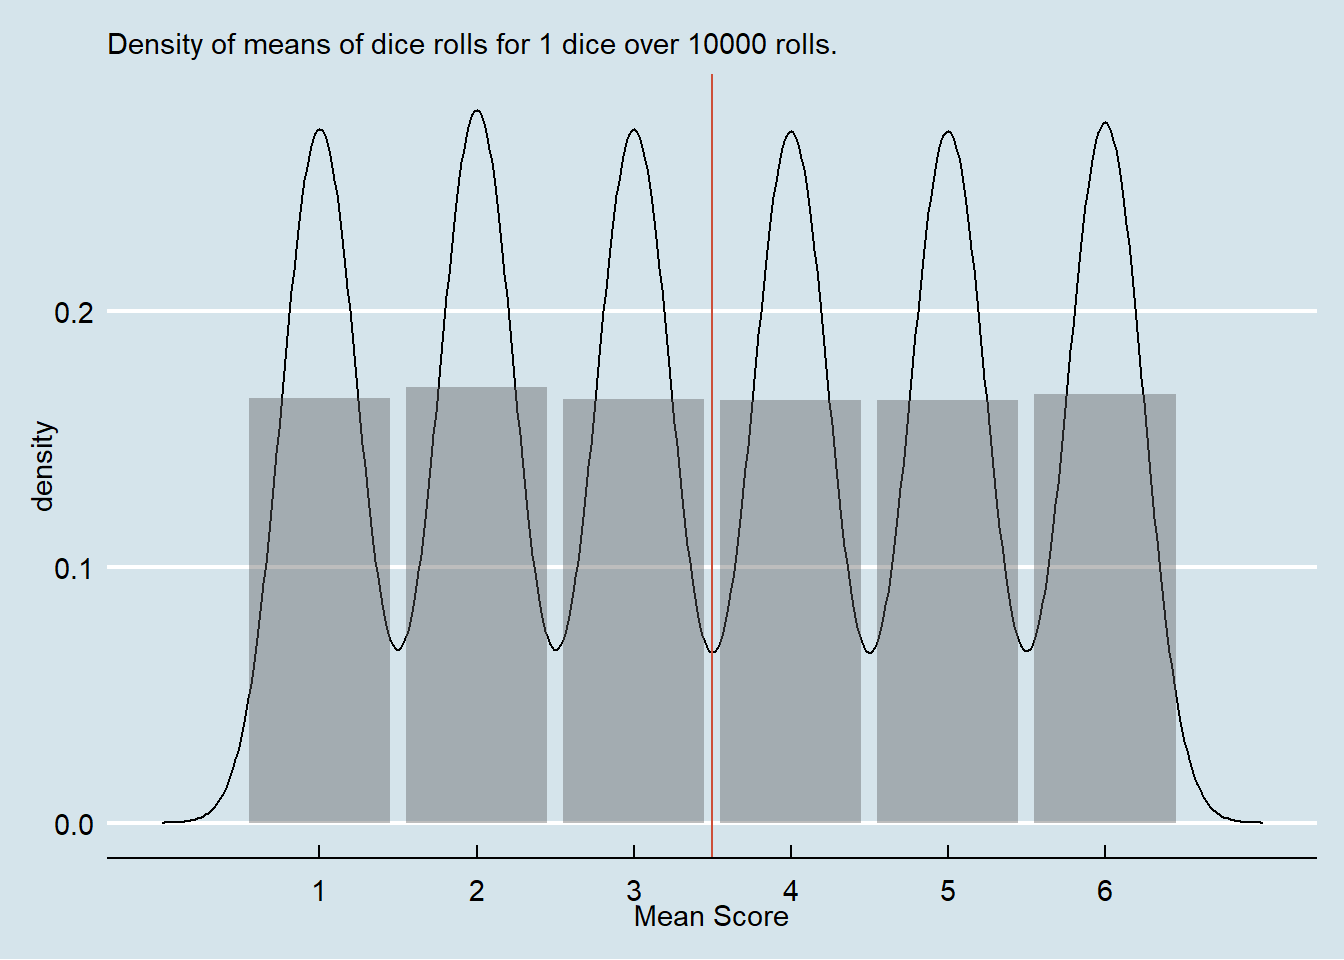 Density of means of dice rolls for 1 dice over 10000 rolls.
0.2
0.1
0.0
density
1 2 3 4 5 6
Mean Score